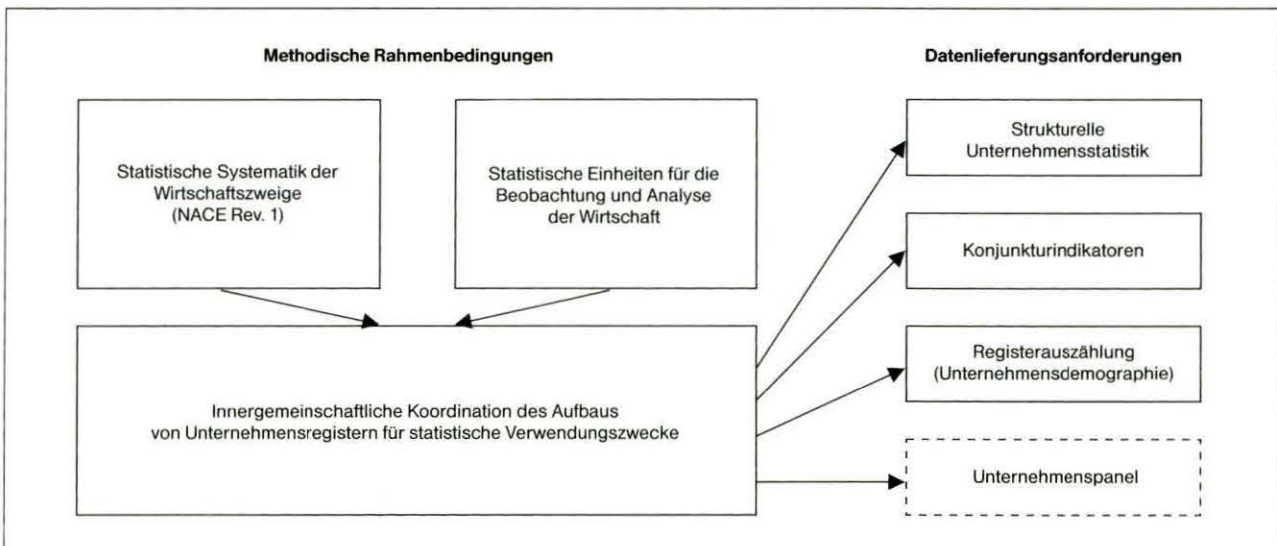 Methodische Rahmenbedingungen
Datenlieferungsanforderungen
Statistische Systematik der
Wirtschaftszweige
(NACE Rev. 1)
Statistische Einheiten für die
Beobachtung und Analyse
der Wirtschaft
Innergemeinschaftliche Koordination des Aufbaus
von Unternehmensregistern für statistische Verwendungszwecke
Strukturelle
Unternehmensstatistik
Konjunkturindikatoren
Registerauszählung
(Unternehmensdemographie)
Unternehmenspanel